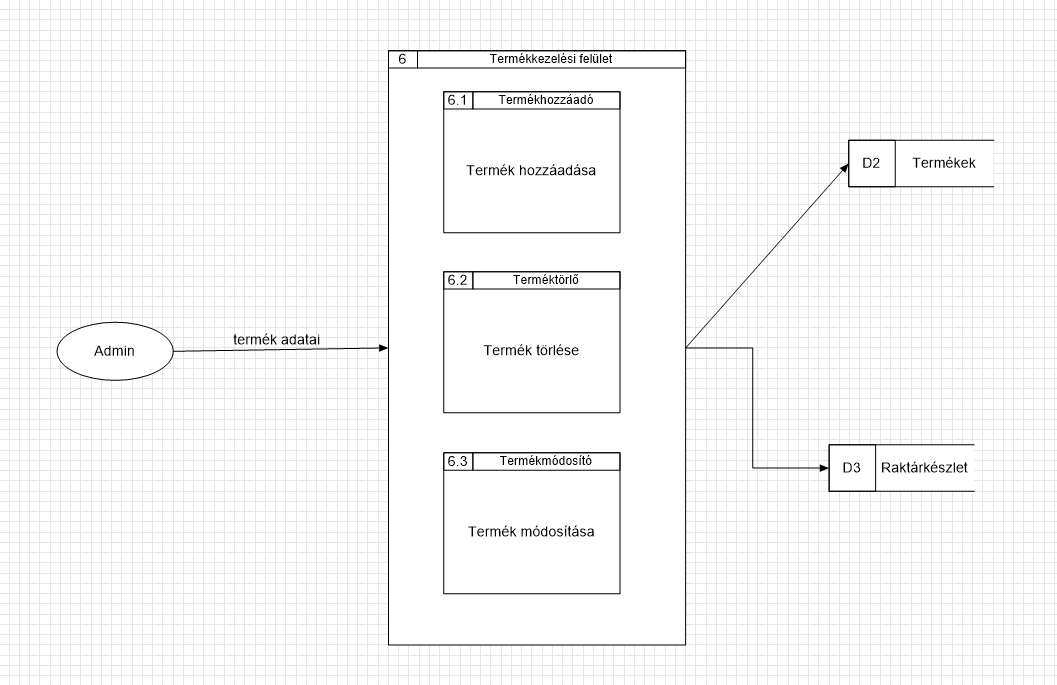 6 Termékkezelési felület
6.1 Termékhozzáadó
Termék hozzáadása
6.2 Terméktörlő
Termék törlése
6.3 Termékmódosító
Termék módosítása
Admin
termék adatai
D2 Termékek
D3 Raktárkészlet